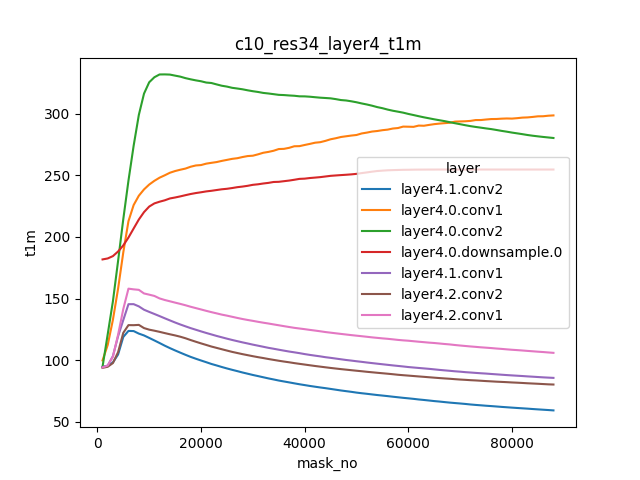 c10_res34_layer4_t1m
300
250
200
150
100
50
t1m
layer
layer4.1.conv2
layer4.0.conv1
layer4.0.conv2
layer4.0.downsample.0
layer4.1.conv1
layer4.2.conv2
layer4.2.conv1
0 20000 40000 60000 80000
mask_no